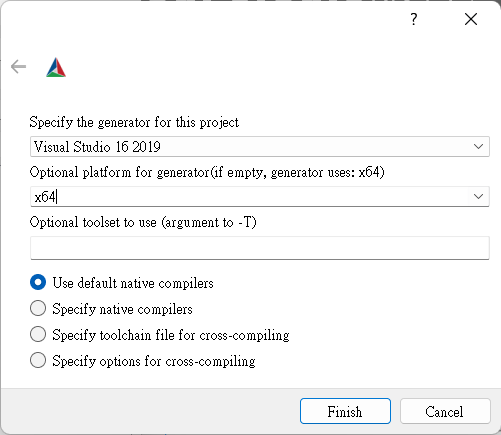 ?
Specify the generator for this project
Visual Studio 16 2019
Optional platform for generator(if empty, generator uses: x64)
x64
Optional toolset to use (argument to -T)
Use default native compilers
Specify native compilers
Specify toolchain file for cross-compiling
Specify options for cross-compiling
Finish Cancel